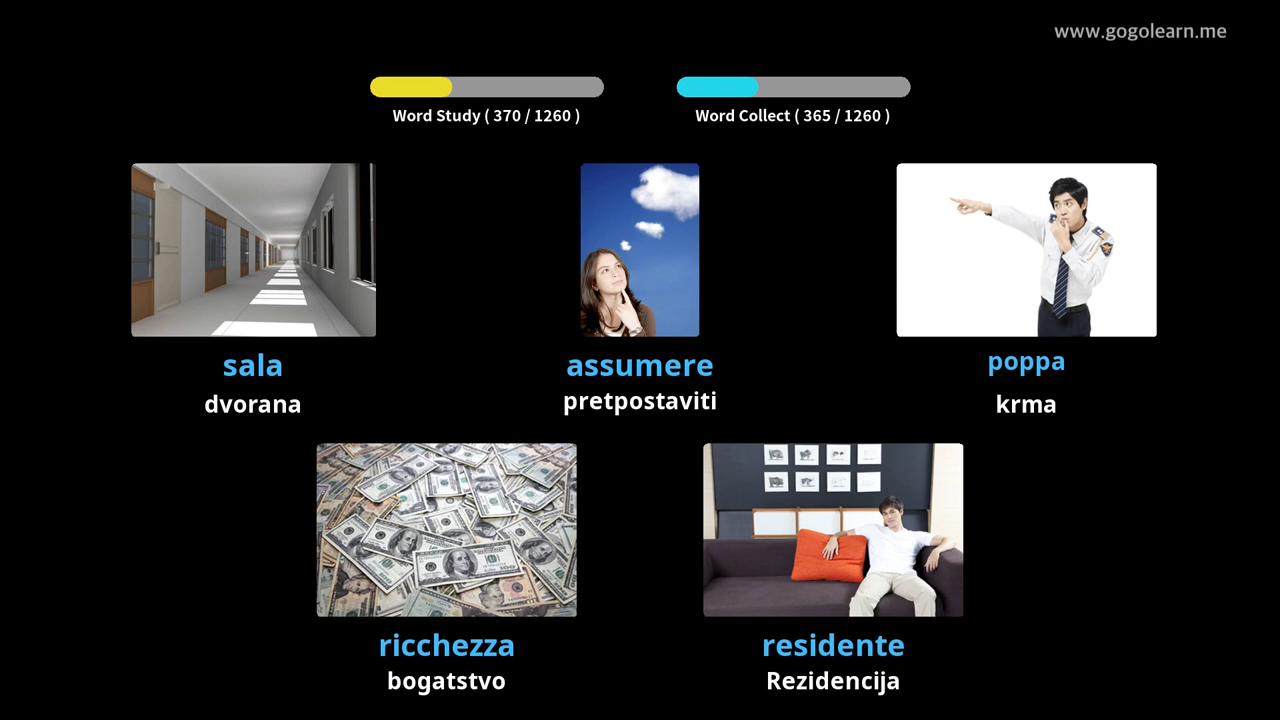 www.gogolearn.me
Word Study ( 370 / 1260 )
Word Collect ( 365 / 1260 )
sala
dvorana
assumere
pretpostaviti
poppa
krma
ricchezza
bogatstvo
residente
Rezidencija